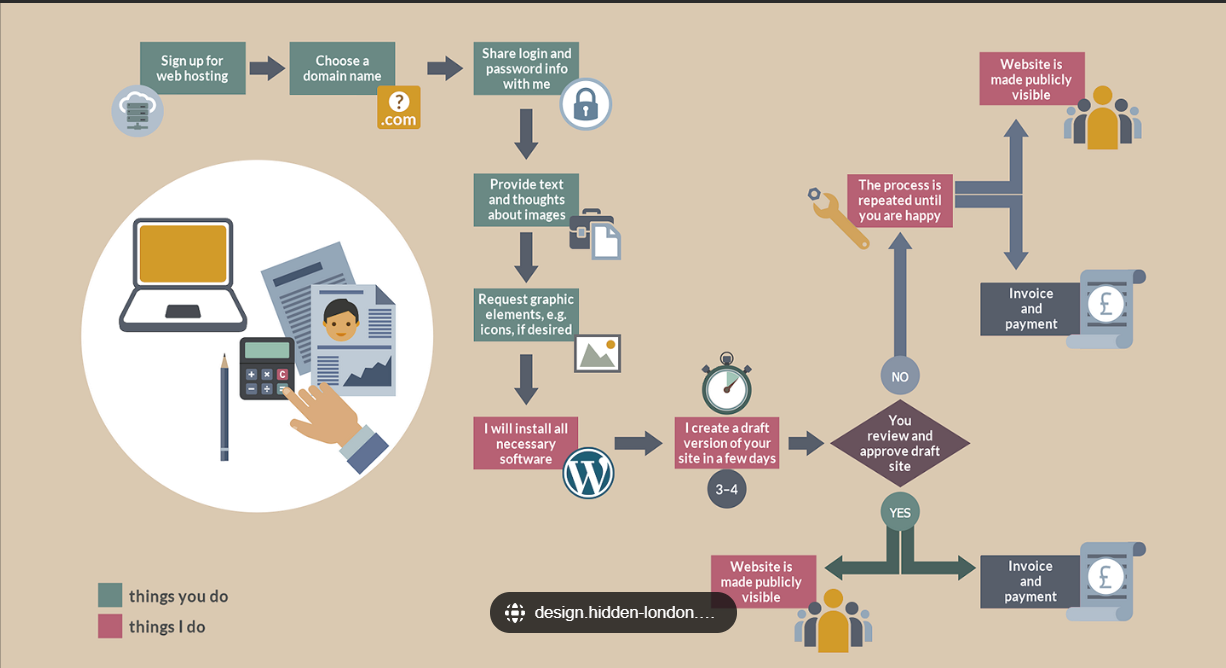 Sign up for
web hosting
Choose a
domain name
?
.com
Share login and
password info
with me
Provide text
and thoughts
about images
Request graphic
elements, e.g.
icons, if desired
I will install all
necessary
software
W
I create a draft
version of your
site in a few days
3–4
You
review and
approve draft
site
NO
The process is
repeated until
you are happy
Website is
made publicly
visible
Invoice
and
payment
£
YES
Website is
made publicly
visible
Invoice
and
payment
£
+ × C
− ÷ =
things you do
things I do
design.hidden-london....